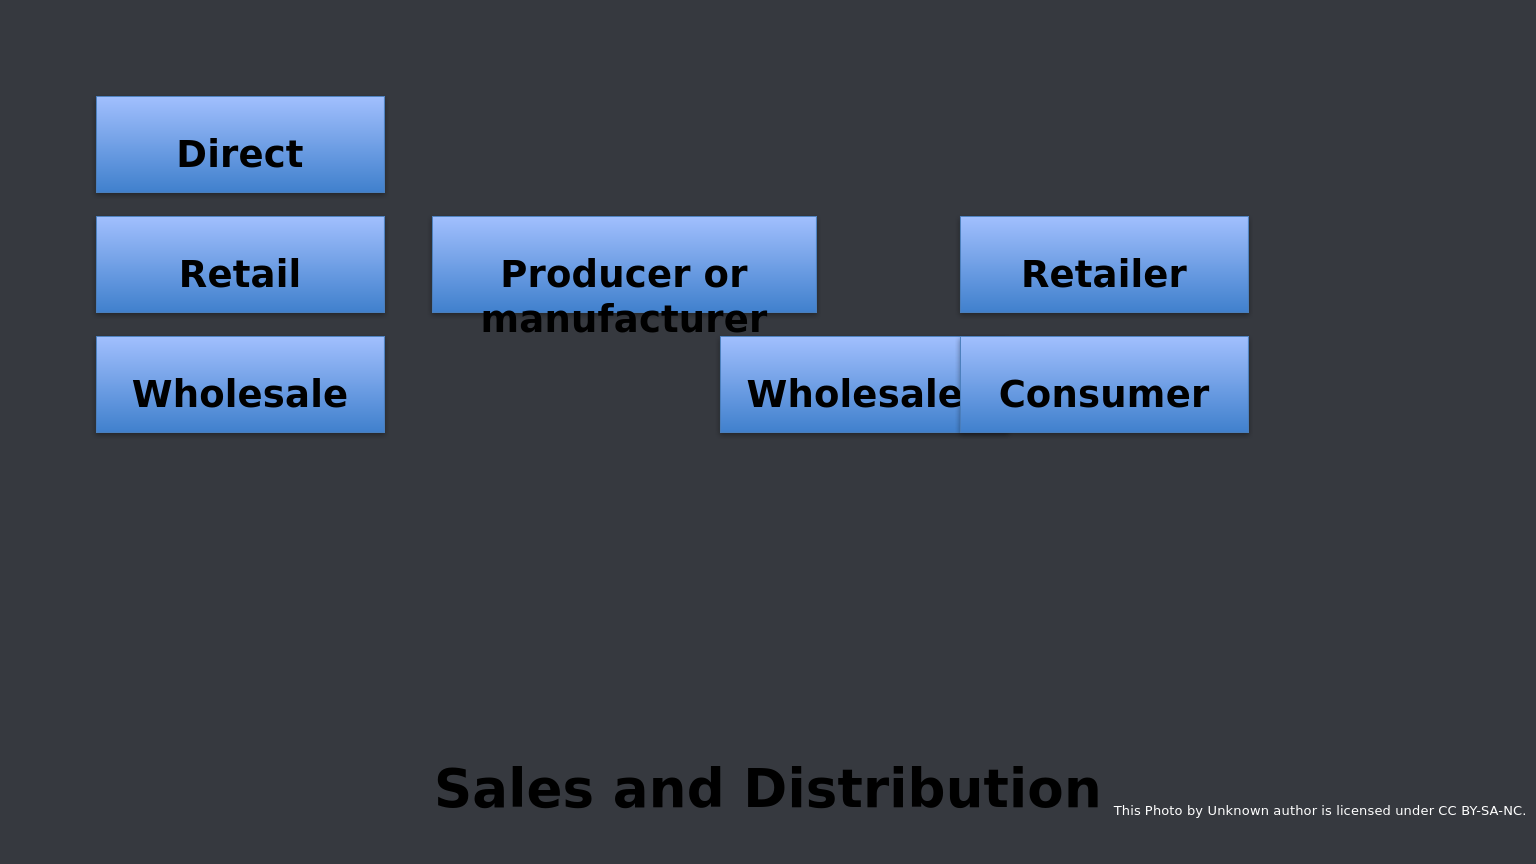 Direct
Retail
Producer or
manufacturer
Retailer
Wholesale
Wholesale
Consumer
Sales and Distribution
This Photo by Unknown author is licensed under CC BY-SA-NC.